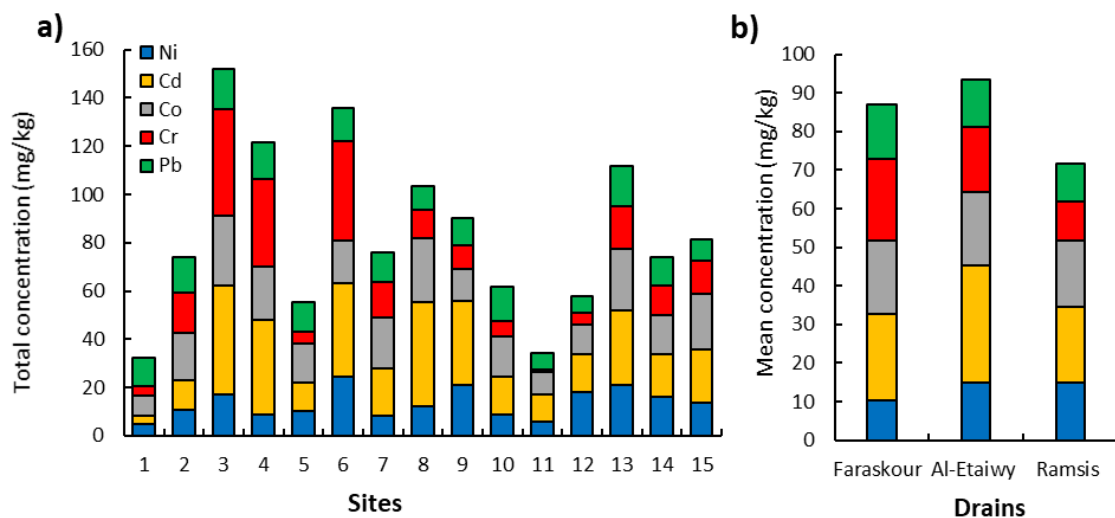 a)
Total concentration (mg/kg)
160
140
120
100
80
60
40
20
0
Ni
Cd
Co
Cr
Pb
1 2 3 4 5 6 7 8 9 10 11 12 13 14 15
Sites
b)
Mean concentration (mg/kg)
100
90
80
70
60
50
40
30
20
10
0
Faraskour Al-Etaiwy Ramsis
Drains